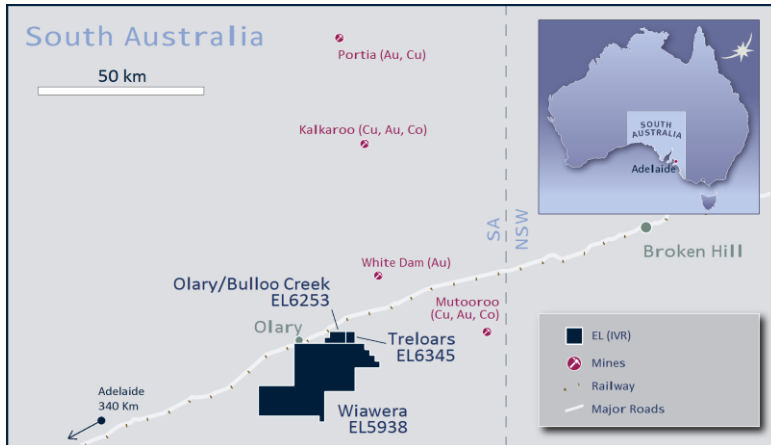 South Australia
50 km
Portia (Au, Cu)
Kalkaroo (Cu, Au, Co)
SOUTH
AUSTRALIA
Adelaide
SA
NSW
Broken Hill
White Dam (Au)
Olary/Bulloo Creek
EL6253
Mutooroo
(Cu, Au, Co)
Olary
Treloars
EL6345
Wiawera
EL5938
Adelaide
340 Km
EL (IVR)
Mines
Railway
Major Roads